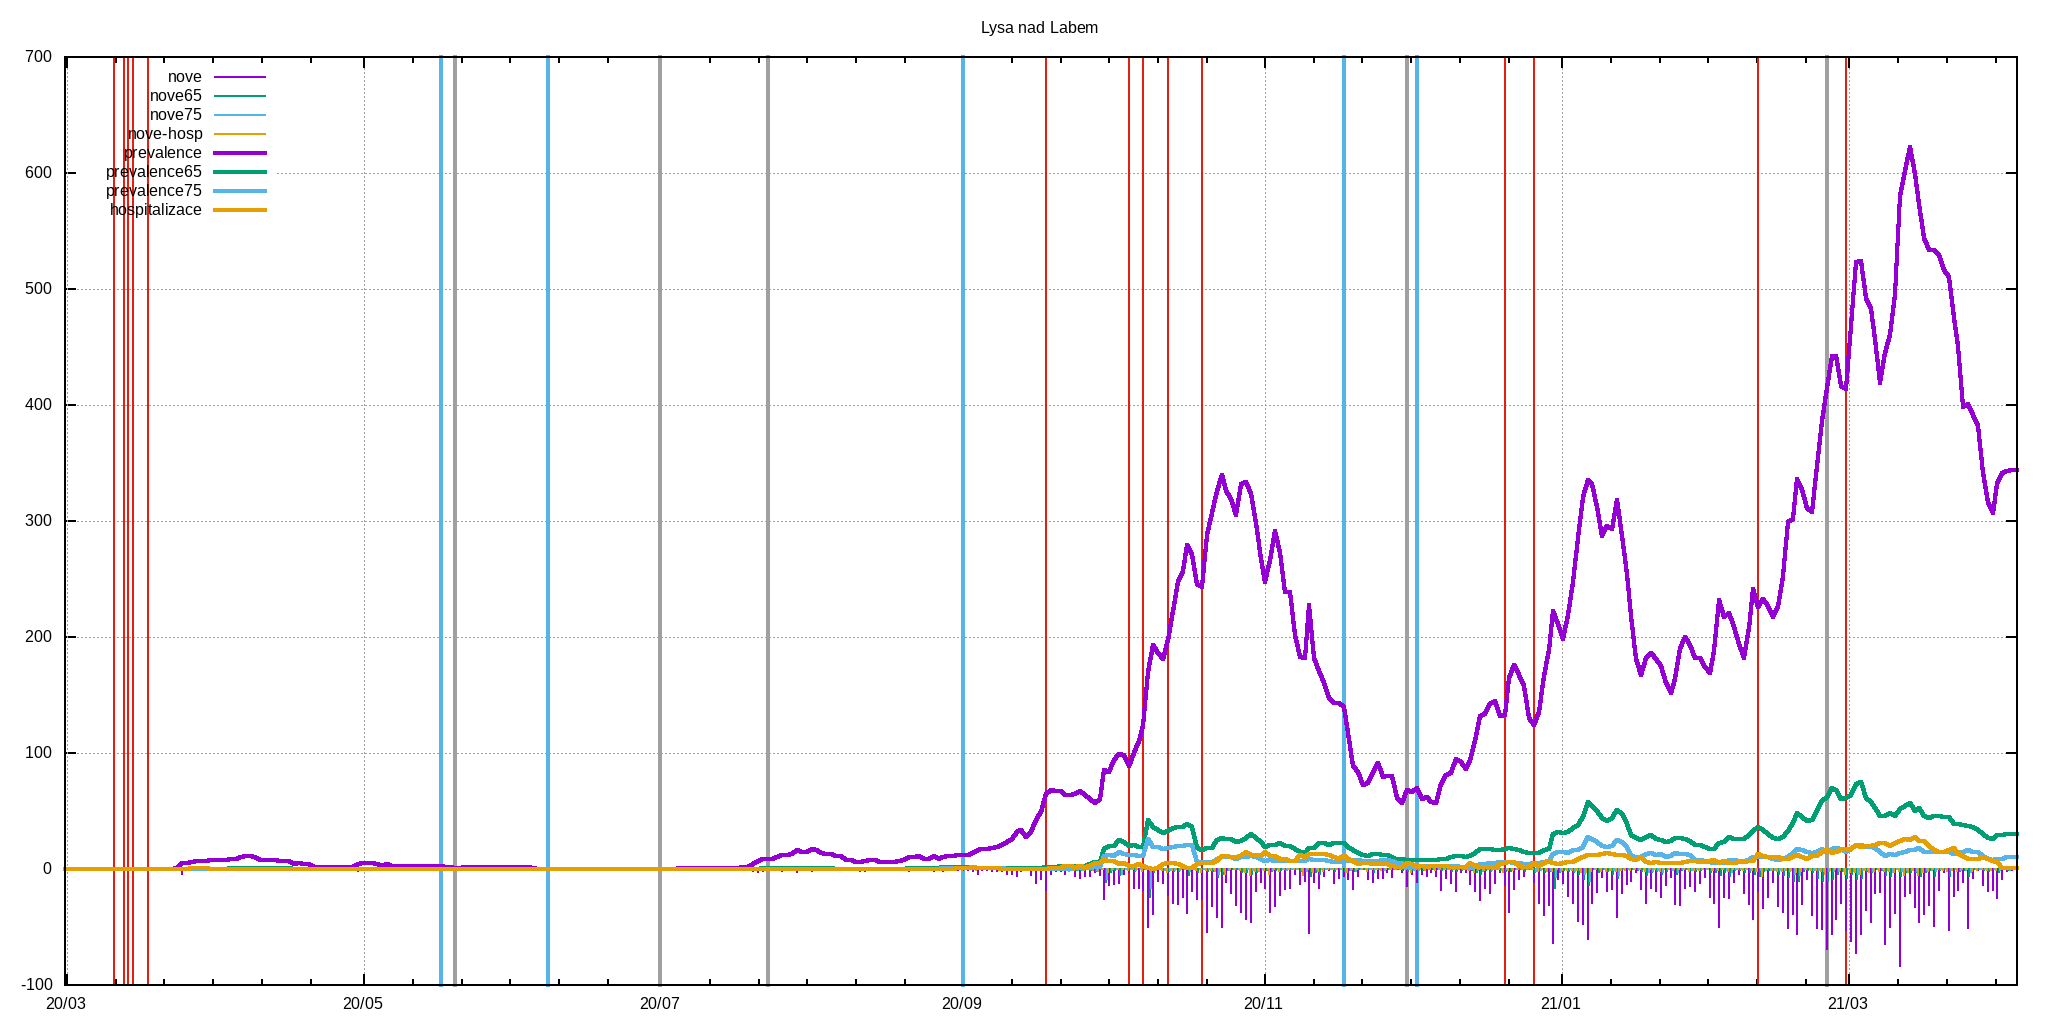 Lysa nad Labem
700
600
500
400
300
200
100
0
-100
nove
nove65
nove75
nove-hosp
prevalence
prevalence65
prevalence75
hospitalizace
20/03 20/05 20/07 20/09 20/11 21/01 21/03